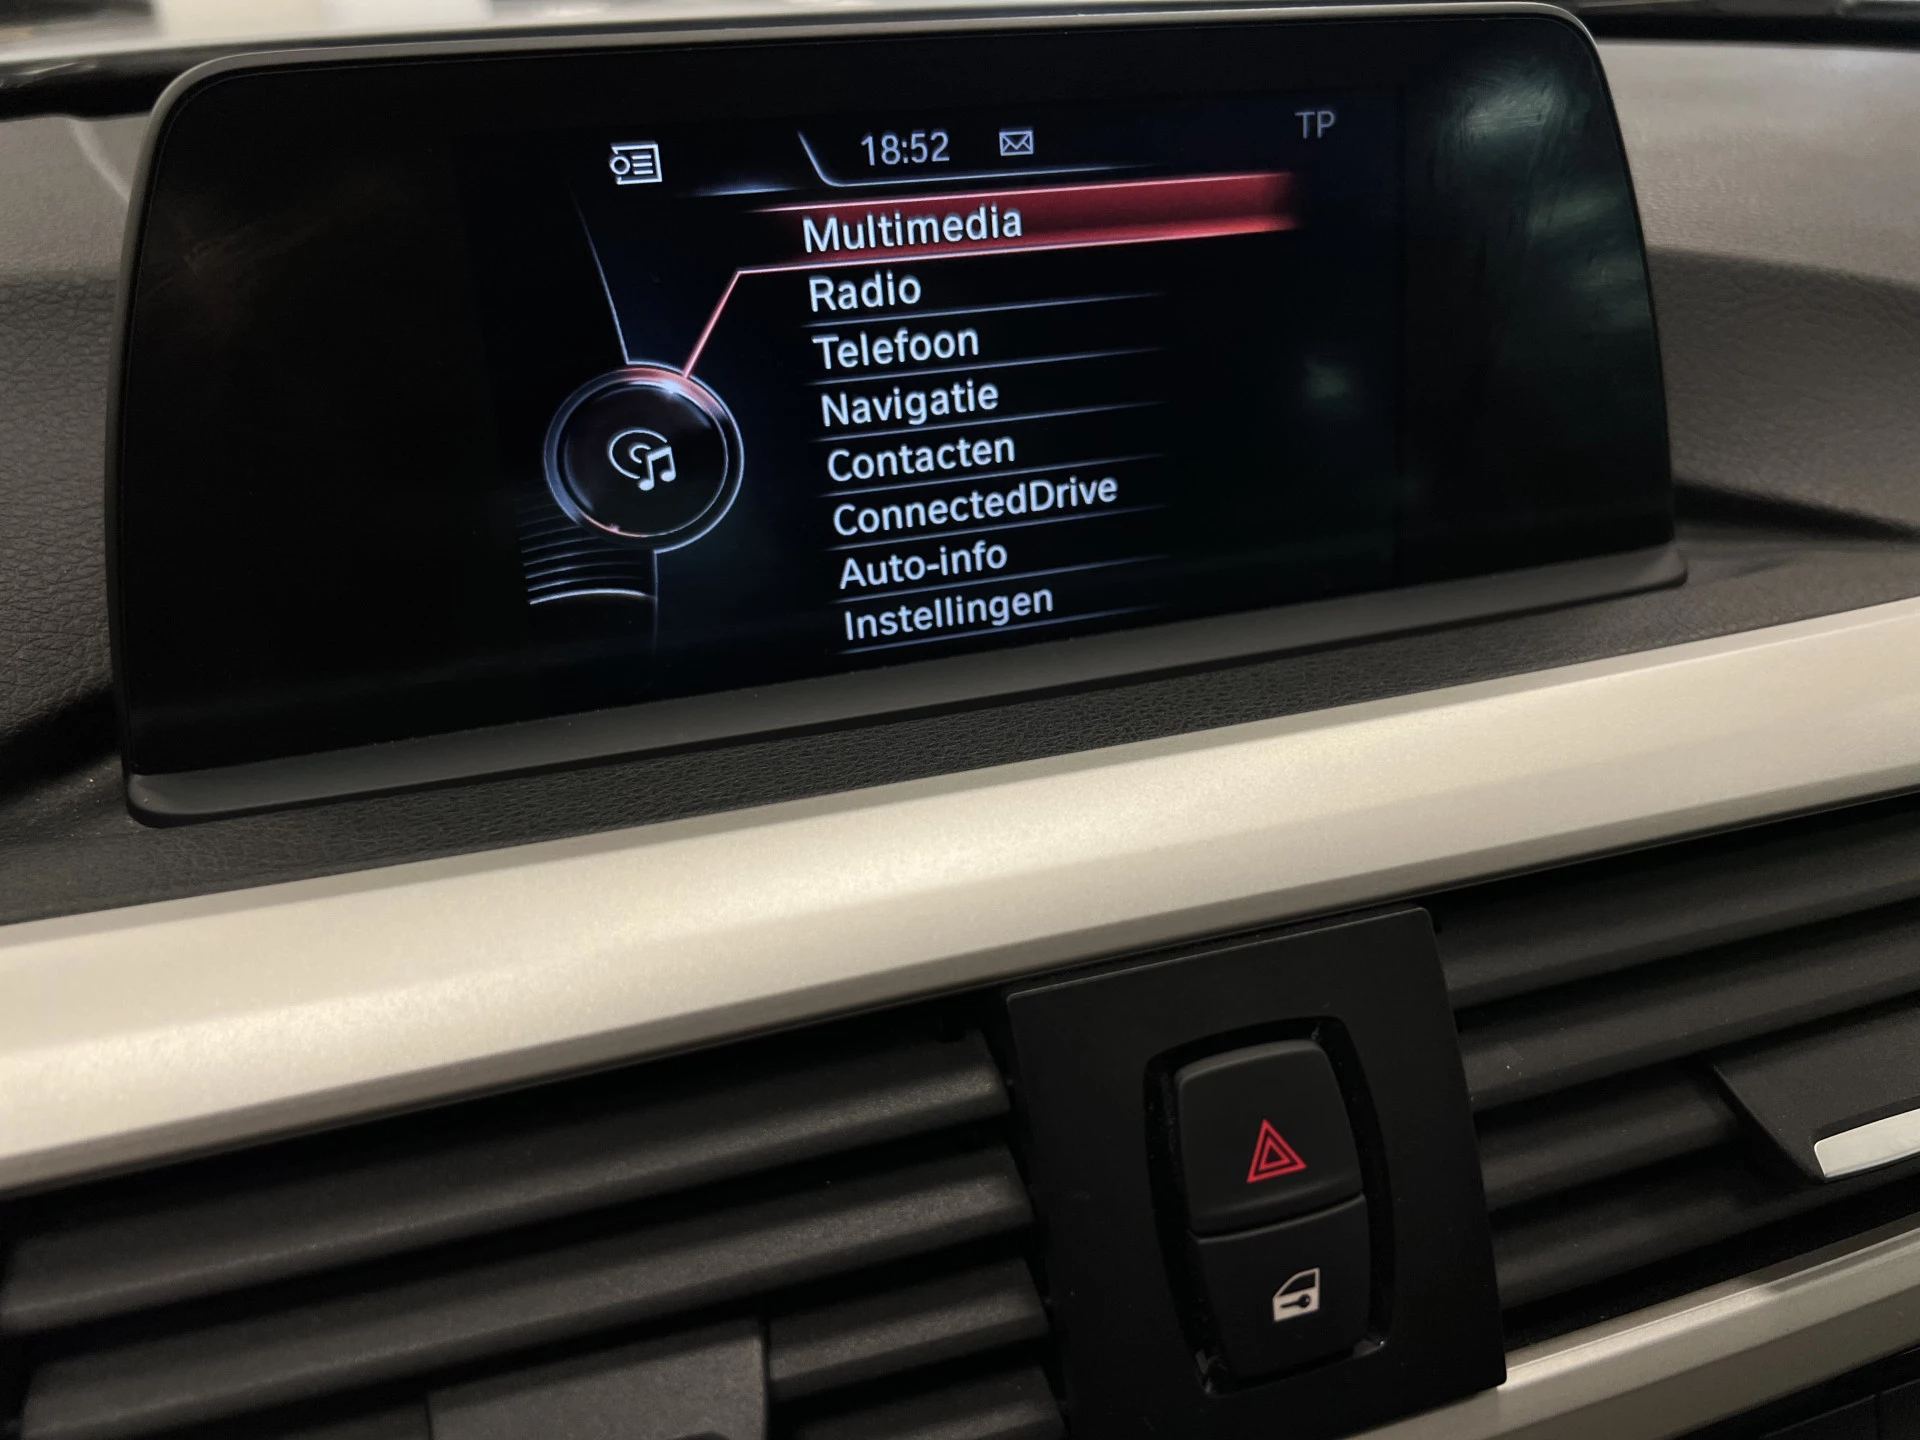 18:52
TP
Multimedia
Radio
Telefoon
Navigatie
Contacten
ConnectedDrive
Auto-info
Instellingen